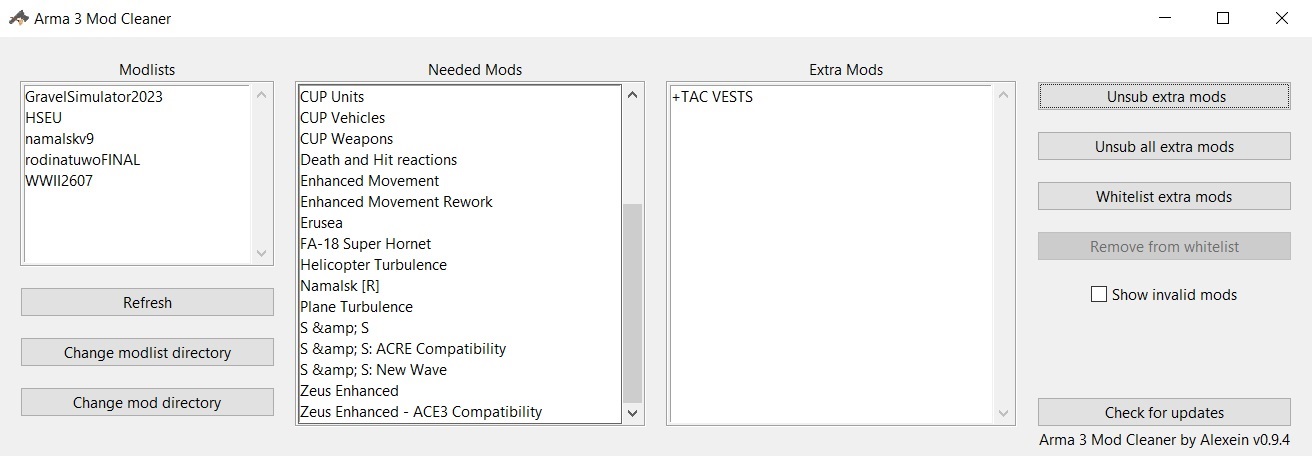 Arma 3 Mod Cleaner
Modlists
GravelSimulator2023
HSEU
namalskv9
rodinatuwoFINAL
WWII2607
Refresh
Change modlist directory
Change mod directory
Needed Mods
CUP Units
CUP Vehicles
CUP Weapons
Death and Hit reactions
Enhanced Movement
Enhanced Movement Rework
Erusea
FA-18 Super Hornet
Helicopter Turbulence
Namalsk [R]
Plane Turbulence
S &amp; S
S &amp; S: ACRE Compatibility
S &amp; S: New Wave
Zeus Enhanced
Zeus Enhanced - ACE3 Compatibility
Extra Mods
+TAC VESTS
Unsub extra mods
Unsub all extra mods
Whitelist extra mods
Remove from whitelist
Show invalid mods
Check for updates
Arma 3 Mod Cleaner by Alexein v0.9.4